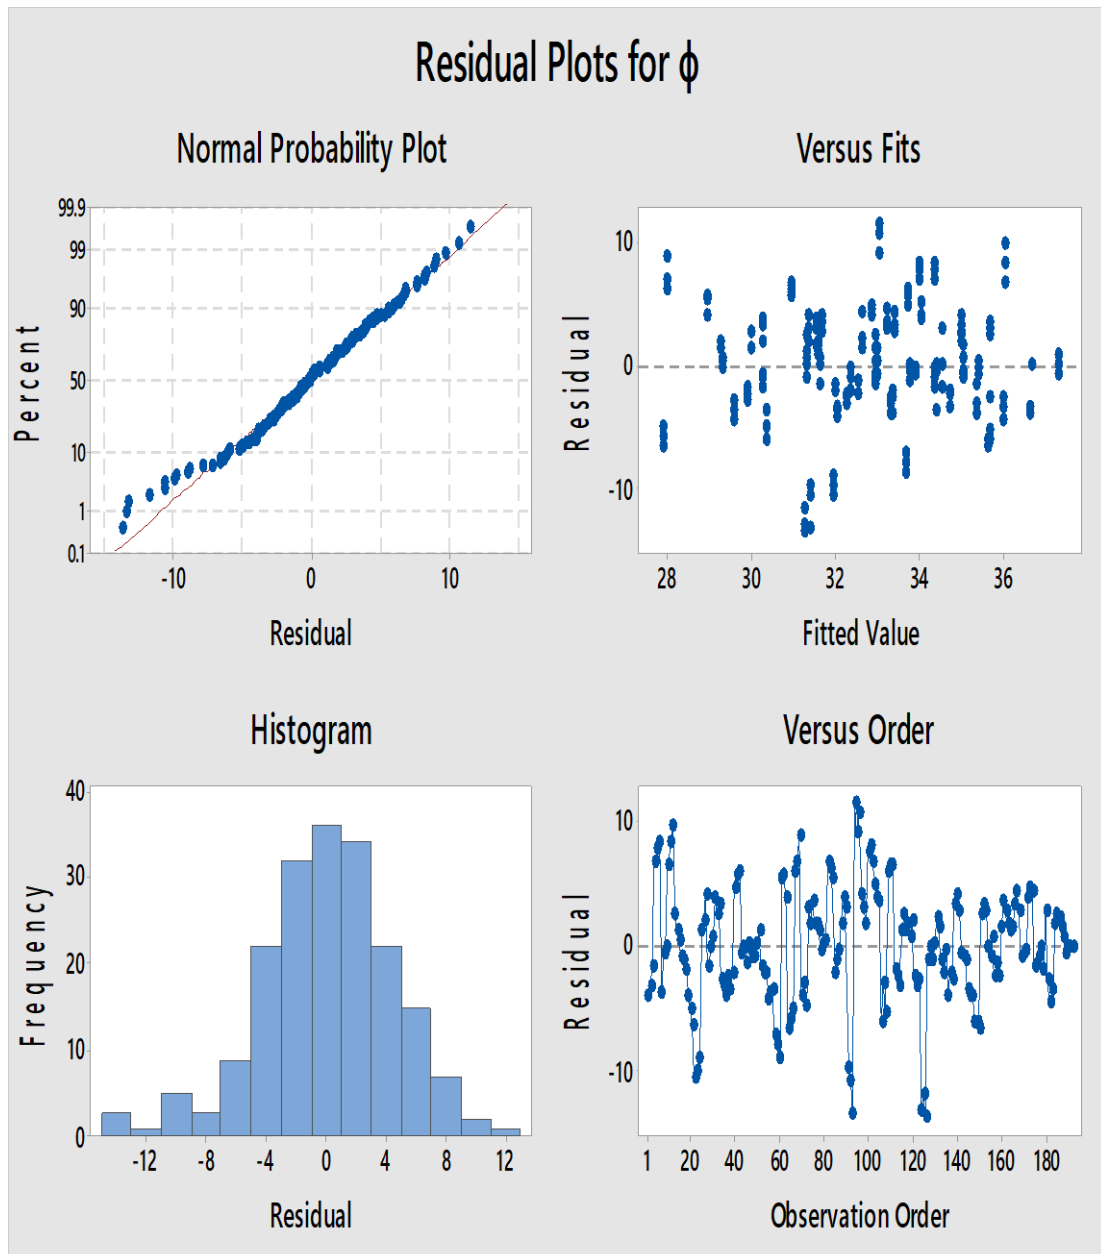 Residual Plots for ϕ
Normal Probability Plot
Percent
99.9
99
90
50
10
1
0.1
-10 0 10
Residual
Versus Fits
Residual
10
0
-10
28 30 32 34 36
Fitted Value
Histogram
Frequency
40
30
20
10
0
-12 -8 -4 0 4 8 12
Residual
Versus Order
Residual
10
0
-10
1 20 40 60 80 100 120 140 160 180
Observation Order